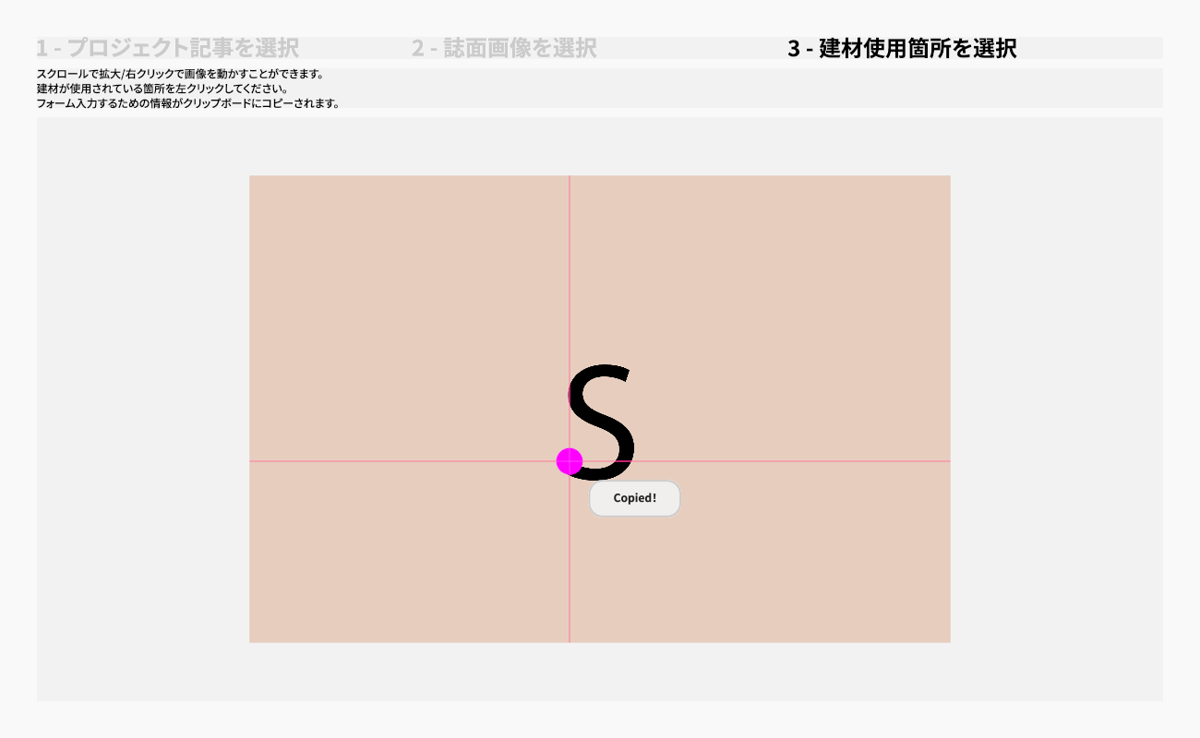 1 - プロジェクト記事を選択
2 - 誌面画像を選択
3 - 建材使用箇所を選択
スクロールで拡大/右クリックで画像を動かすことができます。
建材が使用されている箇所を左クリックしてください。
フォーム入力するための情報がクリップボードにコピーされます。
S
Copied!